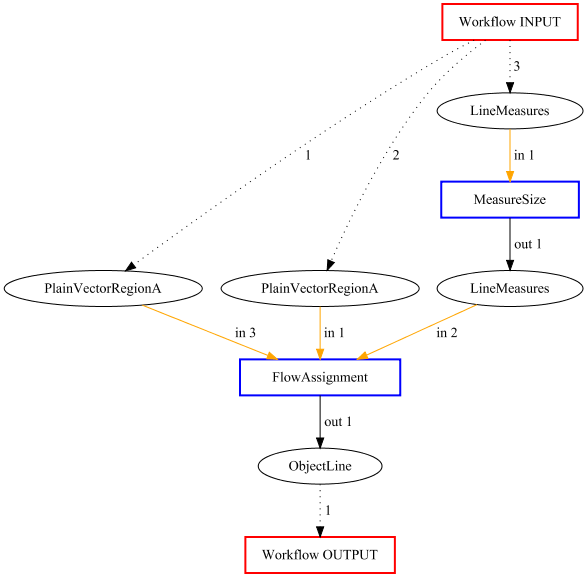 Workflow INPUT
3
LineMeasures
1
2
in 1
MeasureSize
out 1
PlainVectorRegionA
PlainVectorRegionA
LineMeasures
in 3
in 1
in 2
FlowAssignment
out 1
ObjectLine
1
Workflow OUTPUT